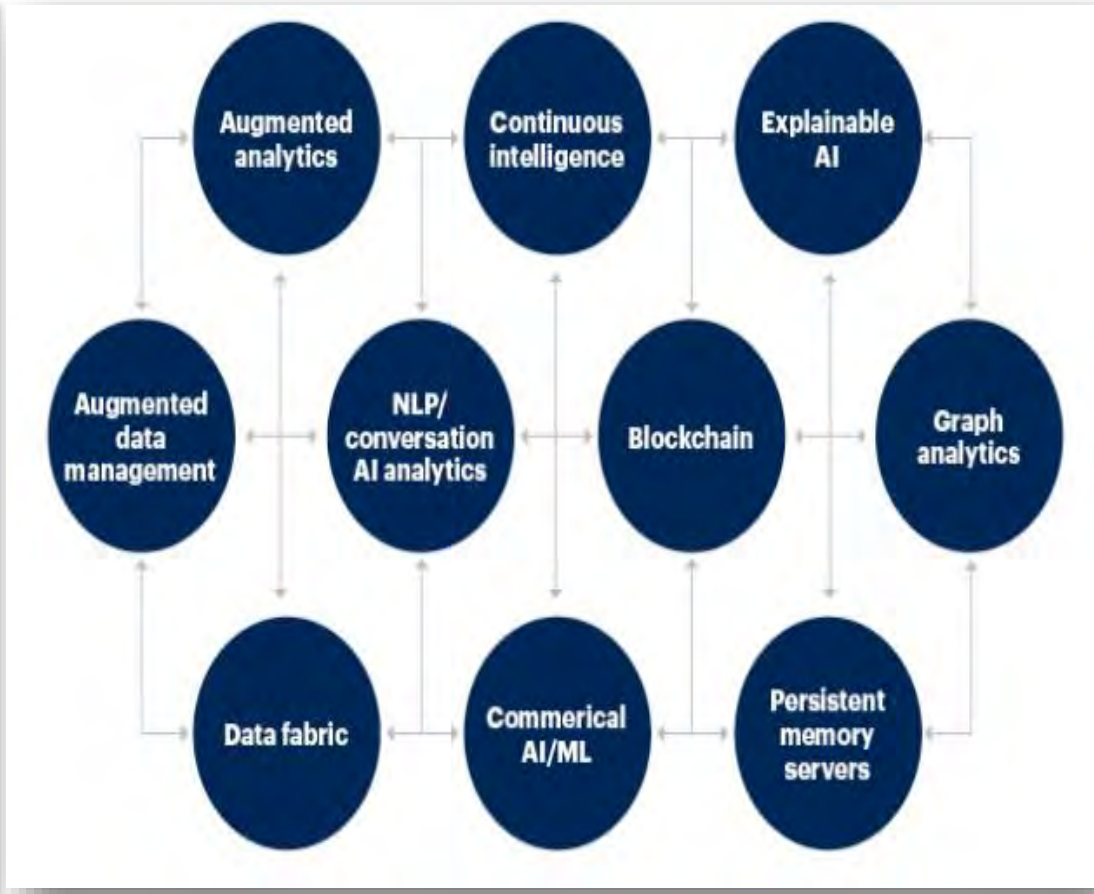 Augmented
analytics
Continuous
intelligence
Explainable
AI
Augmented
data
management
NLP/
conversation
AI analytics
Blockchain
Graph
analytics
Data fabric
Commerical
AI/ML
Persistent
memory
servers